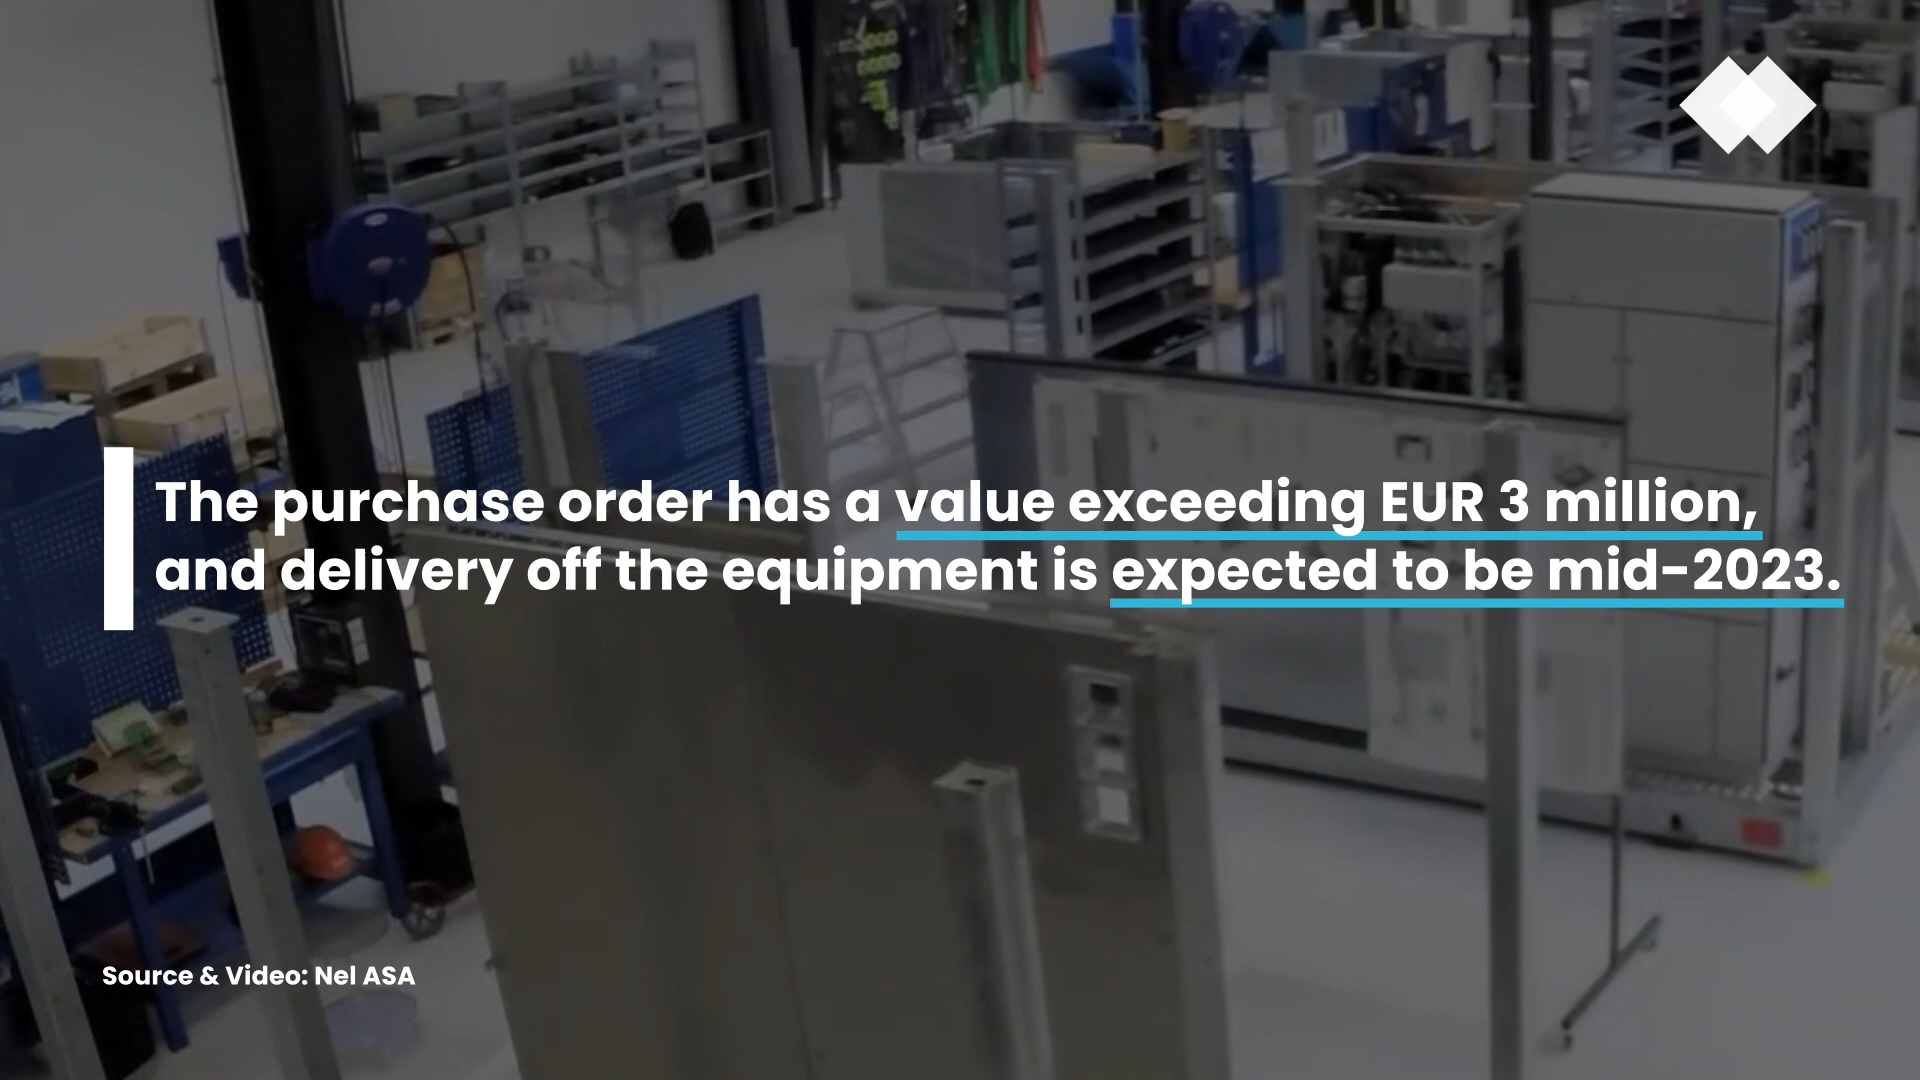 The purchase order has a value exceeding EUR 3 million,
and delivery off the equipment is expected to be mid-2023.
Source & Video: Nel ASA